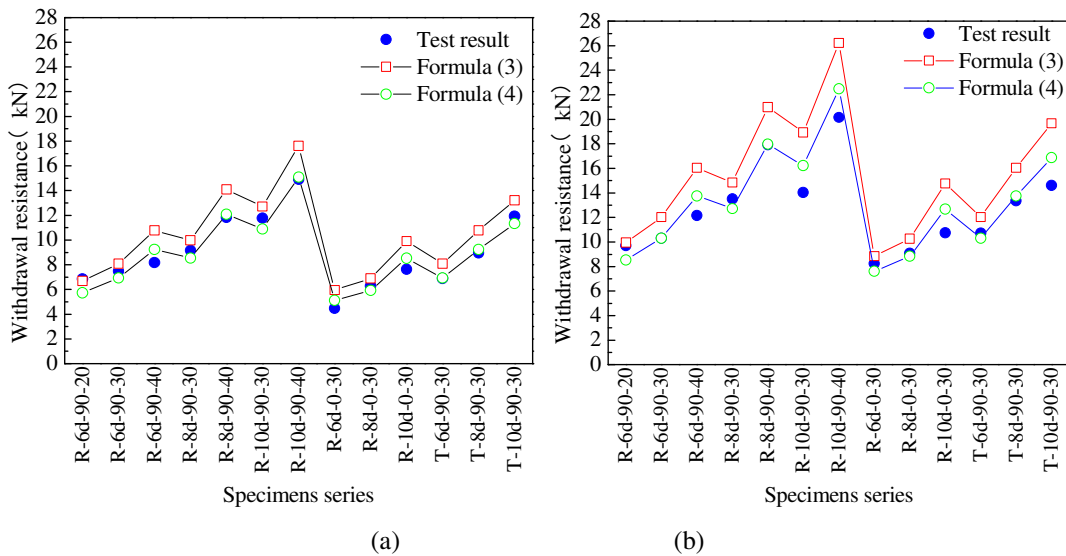 28
26
24
22
20
18
16
14
12
10
8
6
4
2
0
Withdrawal resistance( kN)
Test result
Formula (3)
Formula (4)
R-6d-90-20
R-6d-90-30
R-6d-90-40
R-8d-90-30
R-8d-90-40
R-10d-90-30
R-10d-90-40
R-6d-0-30
R-8d-0-30
R-10d-0-30
T-6d-90-30
T-8d-90-30
T-10d-90-30
Specimens series
(a)
28
26
24
22
20
18
16
14
12
10
8
6
4
2
0
Withdrawal resistance( kN)
Test result
Formula (3)
Formula (4)
R-6d-90-20
R-6d-90-30
R-6d-90-40
R-8d-90-30
R-8d-90-40
R-10d-90-30
R-10d-90-40
R-6d-0-30
R-8d-0-30
R-10d-0-30
T-6d-90-30
T-8d-90-30
T-10d-90-30
Specimens series
(b)